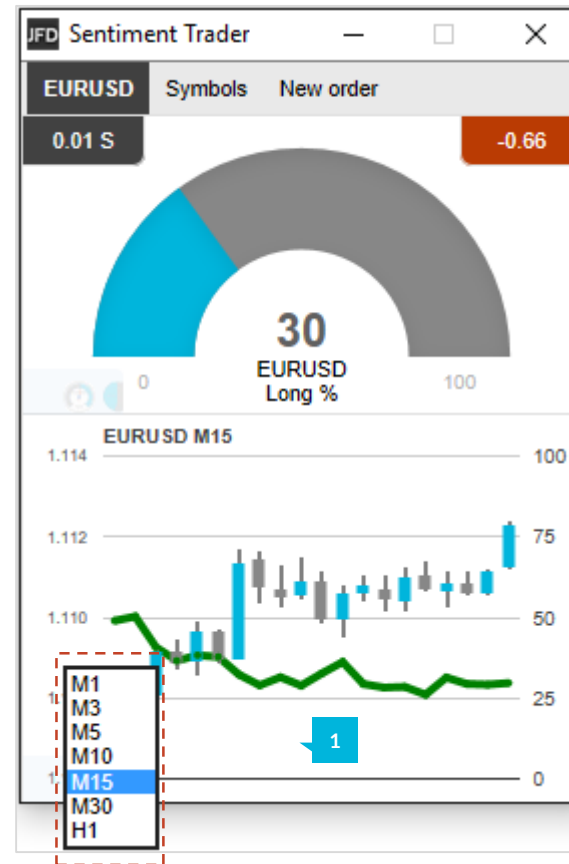 JFD Sentiment Trader
EURUSD Symbols New order
0.01 S -0.66
30
EURUSD
Long %
0 100
EURUSD M15
1.114 100
1.112 75
1.110 50
25
0
M1
M3
M5
M10
M15
M30
H1
1